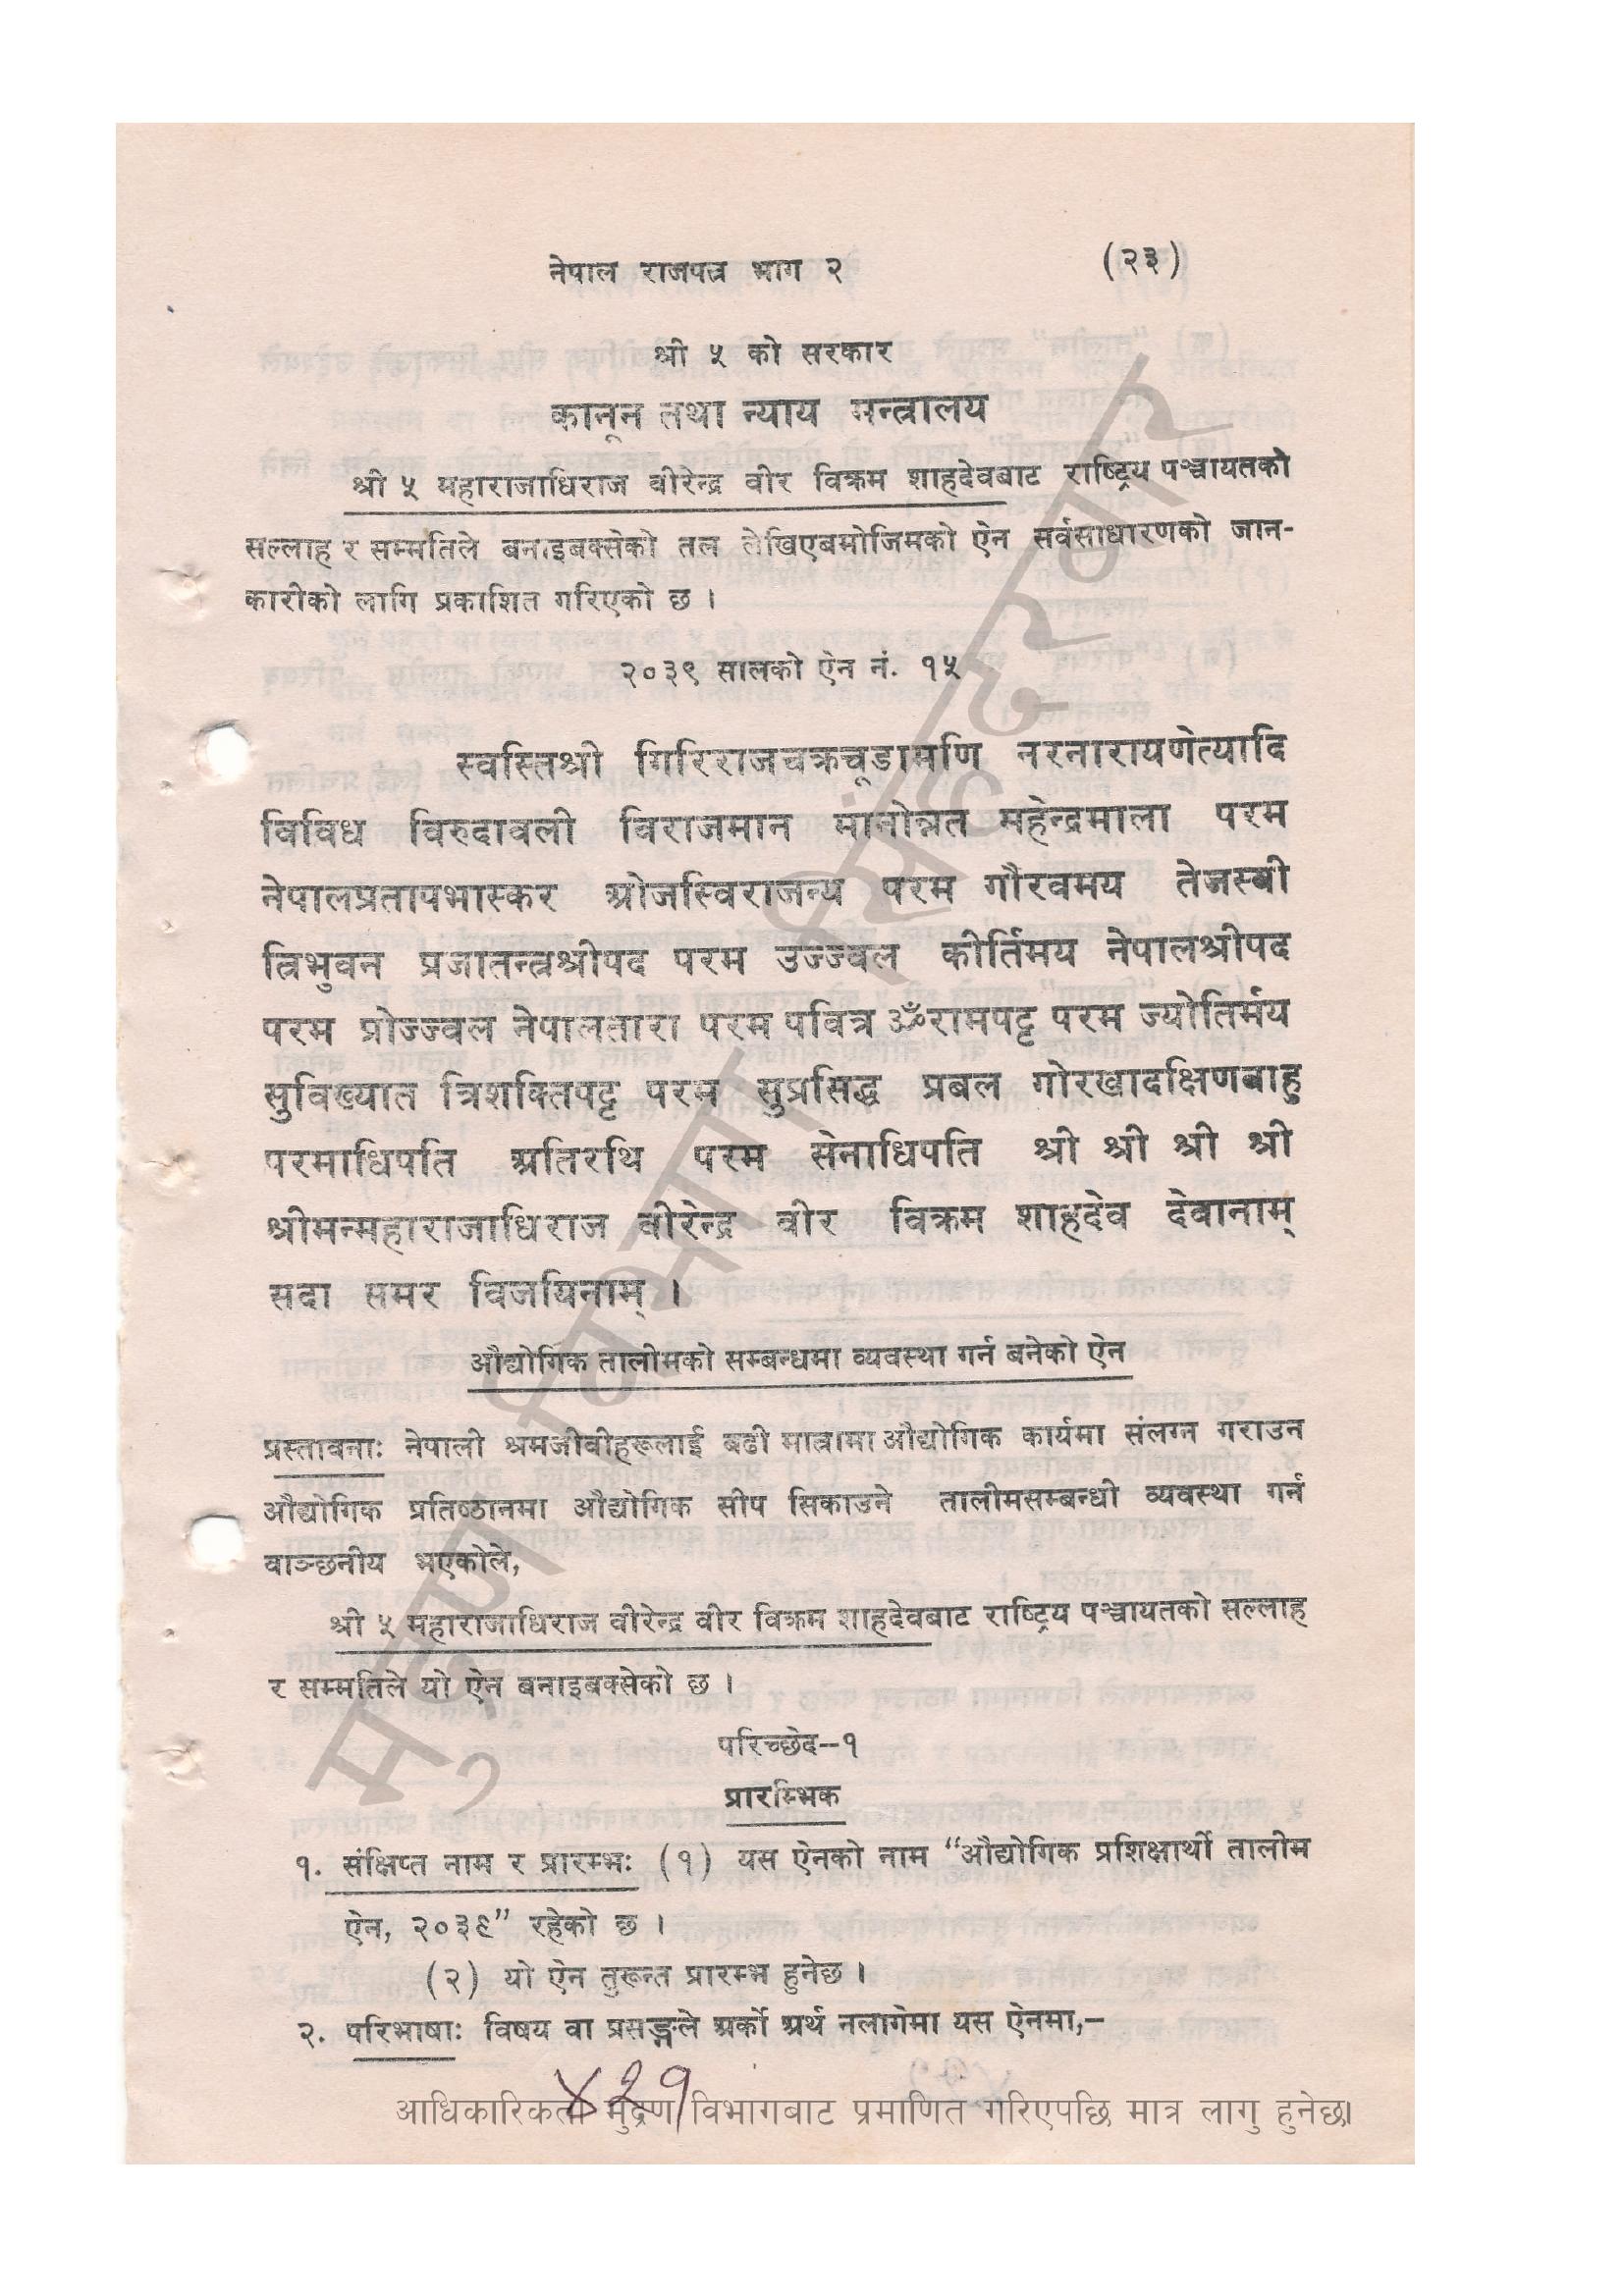 नेपाल राजपत्र भाग २ (२३)
श्री ५ को सरकार
कानून तथा न्याय मन्त्रालय
श्री ५ महाराजाधिराज वीरेन्द्र वीर विक्रम शाहदेवबाट राष्ट्रिय पञ्चायतको
सल्लाह र सम्मतिले बनाइबक्सेको तल लेखिएबमोजिमको ऐन सर्वसाधारणको जान-
कारीको लागि प्रकाशित गरिएको छ ।
२०३९ सालको ऐन नं. १५
स्वस्तिश्री गिरिराजचक्रचूडामणि नरनारायणेत्यादि
विविध विरुदावली विराजमान मानोन्नत महेन्द्रमाला परम
नेपालप्रतापभास्कर ओजस्विराजन्य परम गौरवमय तेजस्वी
त्रिभुवन प्रजातन्त्रश्रीपद परम उज्ज्वल कीर्तिमय नेपालश्रीपद
परम प्रोज्ज्वल नेपालतारा परम पवित्र ॐरामपट्ट परम ज्योतिर्मय
सुविख्यात त्रिशक्तिपट्ट परम सुप्रसिद्ध प्रबल गोरखादक्षिणबाहु
परमाधिपति अतिरथि परम सेनाधिपति श्री श्री श्री श्री
श्रीमन्महाराजाधिराज वीरेन्द्र वीर विक्रम शाहदेव देवानाम्
सदा समर विजयिनाम् ।
औद्योगिक तालीमको सम्बन्धमा व्यवस्था गर्न बनेको ऐन
प्रस्तावनाः नेपाली श्रमजीवीहरूलाई बढी मात्रामा औद्योगिक कार्यमा संलग्न गराउन
औद्योगिक प्रतिष्ठानमा औद्योगिक सीप सिकाउने तालीमसम्बन्धी व्यवस्था गर्न
वाञ्छनीय भएकोले,
श्री ५ महाराजाधिराज वीरेन्द्र वीर विक्रम शाहदेवबाट राष्ट्रिय पञ्चायतको सल्लाह
र सम्मतिले यो ऐन बनाइबक्सेको छ ।
परिच्छेद--१
प्रारम्भिक
१. संक्षिप्त नाम र प्रारम्भः (१) यस ऐनको नाम “औद्योगिक प्रशिक्षार्थी तालीम
ऐन, २०३९” रहेको छ ।
(२) यो ऐन तुरून्त प्रारम्भ हुनेछ ।
२. परिभाषाः विषय वा प्रसङ्गले अर्को अर्थ नलागेमा यस ऐनमा,–
४२१
आधिकारिकता मुद्रण विभागबाट प्रमाणित गरिएपछि मात्र लागु हुनेछ।
मुद्रण विभाग सिंहदरबार